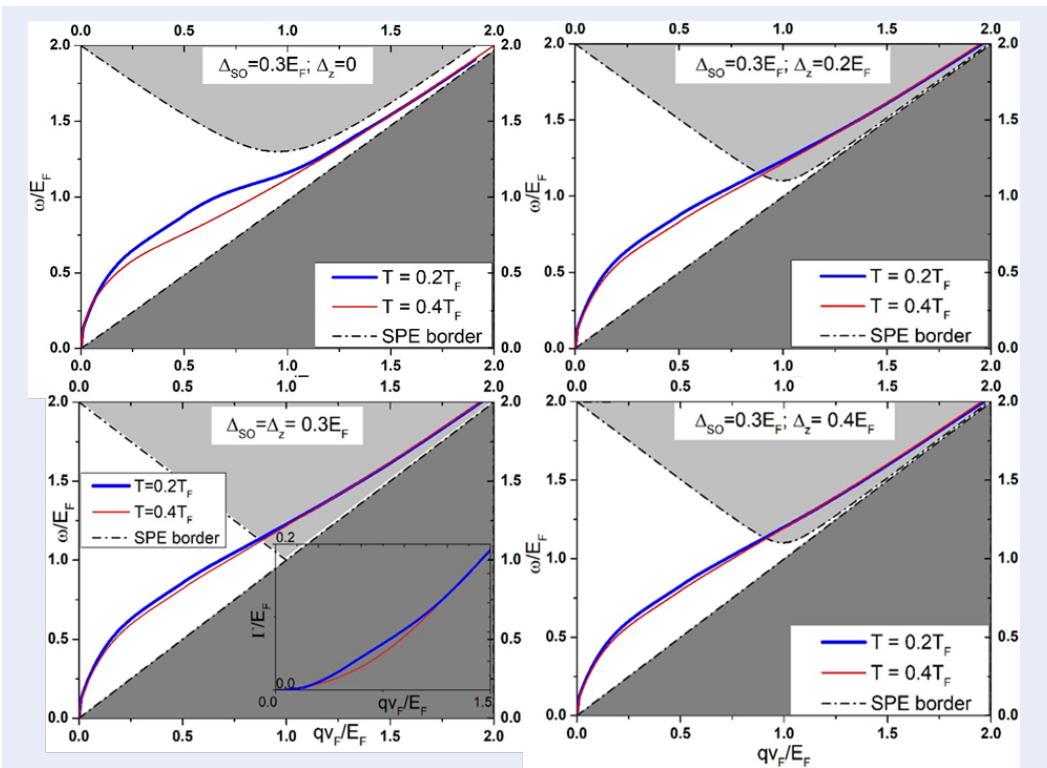 0.0 0.5 1.0 1.5 2.0
2.0 2.0
Δ_SO=0.3E_F; Δ_z=0
1.5 1.5
ω/E_F
1.0 1.0
0.5 0.5
T = 0.2T_F
T = 0.4T_F
SPE border
0.0 0.0
0.0 0.5 1.0 1.5 2.0
2.0 2.0
Δ_SO=0.3E_F; Δ_z=0.2E_F
1.5 1.5
ω/E_F
1.0 1.0
0.5 0.5
T = 0.2T_F
T = 0.4T_F
SPE border
0.0 0.0
0.0 0.5 1.0 1.5 2.0
0.0 0.5 1.0 1.5 2.0
2.0 2.0
Δ_SO=Δ_z= 0.3E_F
1.5 1.5
T=0.2T_F
T=0.4T_F
SPE border
ω/E_F
1.0 1.0
0.2
Γ/E_F
0.0
0.0 1.5
qv_F/E_F
0.5 0.5
0.0 0.0
0.0 0.5 1.0 1.5 2.0
qv_F/E_F
0.0 0.5 1.0 1.5 2.0
0.0 0.5 1.0 1.5 2.0
2.0 2.0
Δ_SO=0.3E_F; Δ_z= 0.4E_F
1.5 1.5
ω/E_F
1.0 1.0
0.5 0.5
T = 0.2T_F
T = 0.4T_F
SPE border
0.0 0.0
0.0 0.5 1.0 1.5 2.0
qv_F/E_F